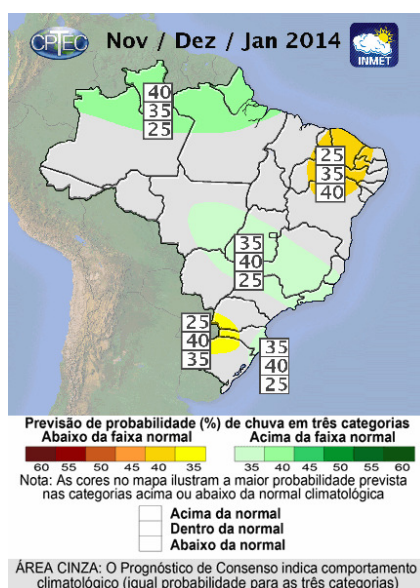 CPTEC
Nov / Dez / Jan 2014
INMET
40
35
25
25
35
40
35
40
25
25
40
35
35
40
25
Previsão de probabilidade (%) de chuva em três categorias
Abaixo da faixa normal
Acima da faixa normal
60 55 50 45 40 35
35 40 45 50 55 60
Nota: As cores no mapa ilustram a maior probabilidade prevista
nas categorias acima ou abaixo da normal climatológica
Acima da normal
Dentro da normal
Abaixo da normal
ÁREA CINZA: O Prognóstico de Consenso indica comportamento
climatológico (igual probabilidade para as três categorias)